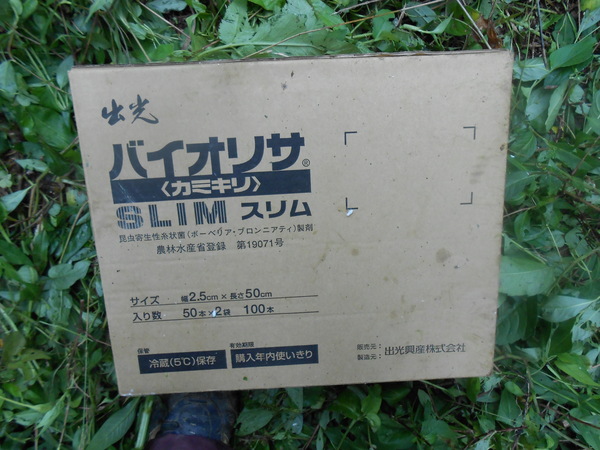 出光
バイオリサ®
〈カミキリ〉
SLIM スリム
昆虫寄生性糸状菌(ボーベリア・ブロンニアティ)製剤
農林水産省登録 第19071号
サイズ 幅2.5cm×長さ50cm
入り数 50本×2袋 100本
保管 有効期限
冷蔵(5℃)保存 購入年内使いきり
販売元:
製造元: 出光興産株式会社